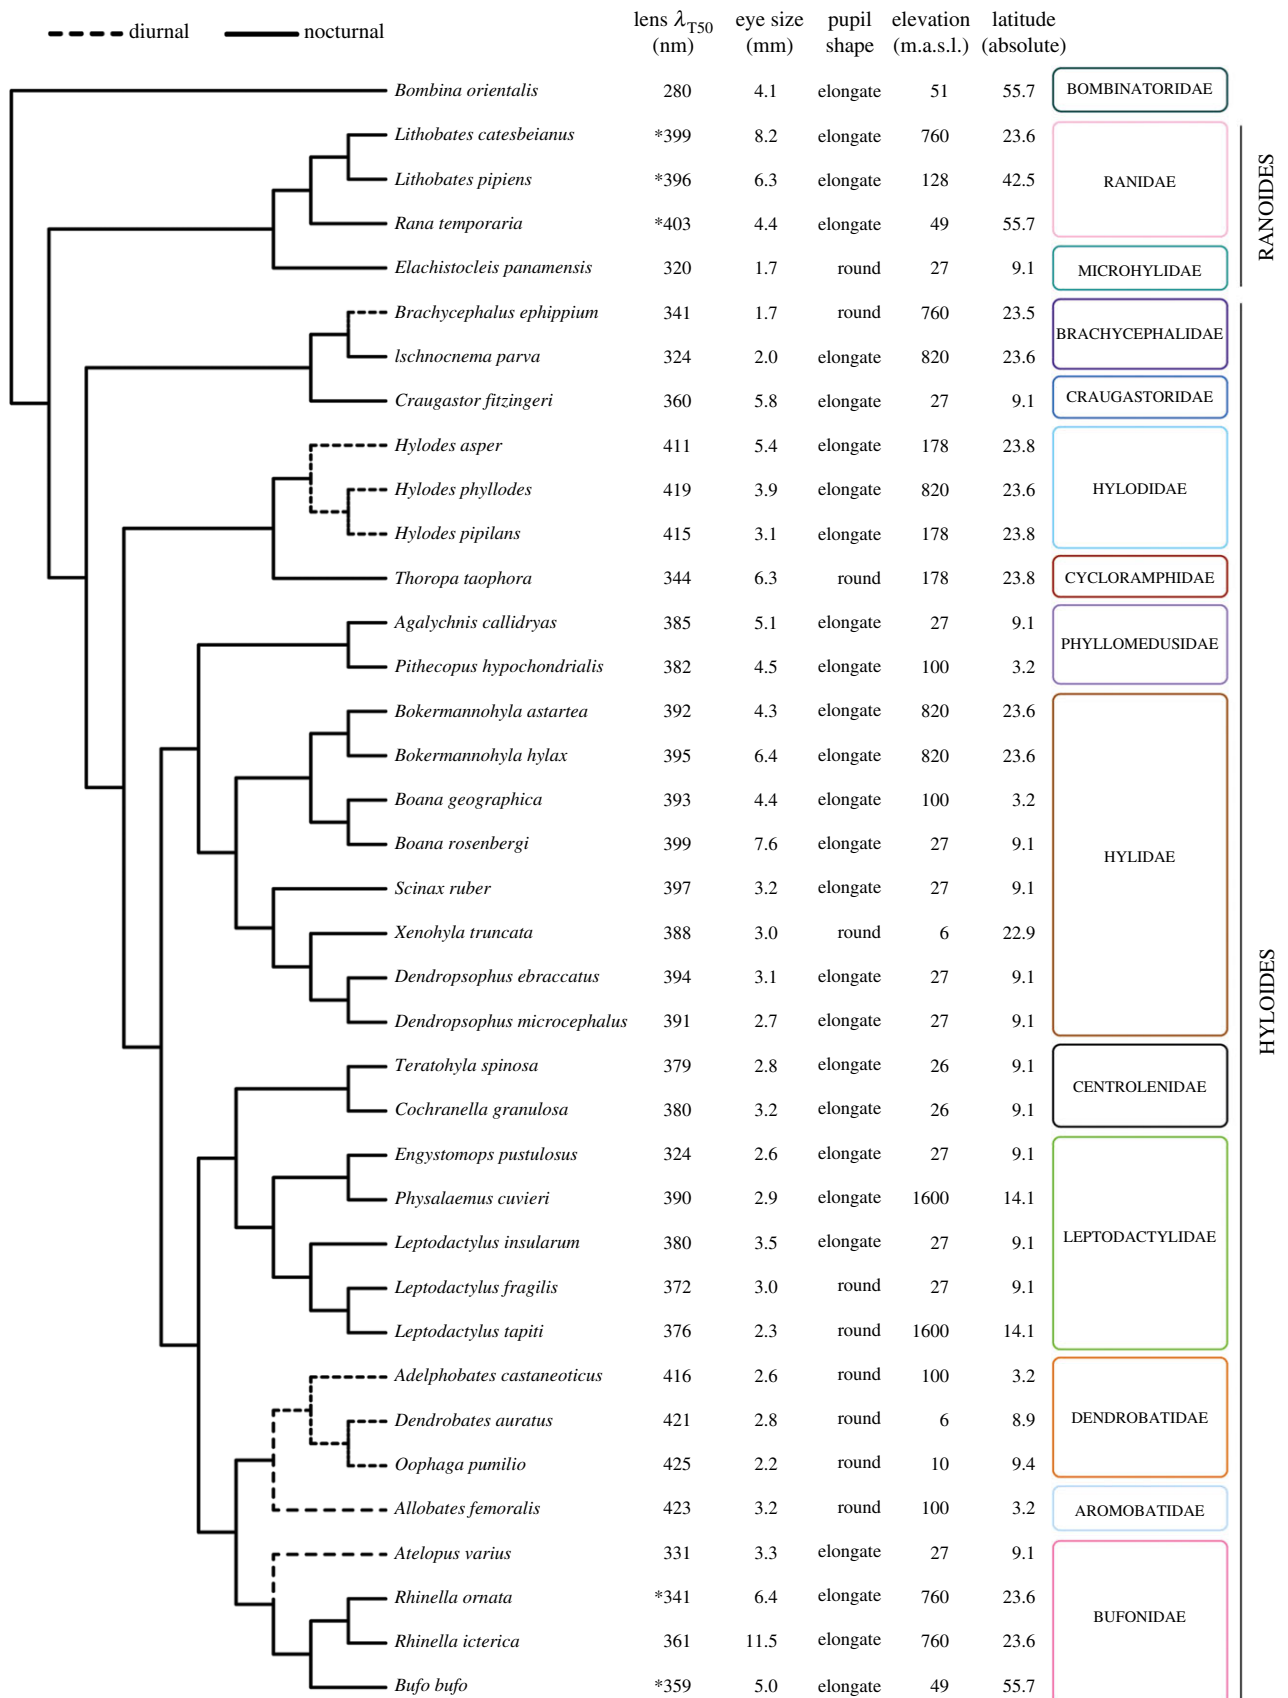 diurnal nocturnal
lens λT50 (nm) eye size (mm) pupil shape elevation (m.a.s.l.) latitude (absolute)
Bombina orientalis 280 4.1 elongate 51 55.7 BOMBINATORIDAE
Lithobates catesbeianus *399 8.2 elongate 760 23.6
Lithobates pipiens *396 6.3 elongate 128 42.5 RANIDAE
Rana temporaria *403 4.4 elongate 49 55.7
Elachistocleis panamensis 320 1.7 round 27 9.1 MICROHYLIDAE
RANOIDES
Brachycephalus ephippium 341 1.7 round 760 23.5 BRACHYCEPHALIDAE
lschnocnema parva 324 2.0 elongate 820 23.6
Craugastor fitzingeri 360 5.8 elongate 27 9.1 CRAUGASTORIDAE
Hylodes asper 411 5.4 elongate 178 23.8
Hylodes phyllodes 419 3.9 elongate 820 23.6 HYLODIDAE
Hylodes pipilans 415 3.1 elongate 178 23.8
Thoropa taophora 344 6.3 round 178 23.8 CYCLORAMPHIDAE
Agalychnis callidryas 385 5.1 elongate 27 9.1 PHYLLOMEDUSIDAE
Pithecopus hypochondrialis 382 4.5 elongate 100 3.2
Bokermannohyla astartea 392 4.3 elongate 820 23.6
Bokermannohyla hylax 395 6.4 elongate 820 23.6
Boana geographica 393 4.4 elongate 100 3.2
Boana rosenbergi 399 7.6 elongate 27 9.1 HYLIDAE
Scinax ruber 397 3.2 elongate 27 9.1
Xenohyla truncata 388 3.0 round 6 22.9
Dendropsophus ebraccatus 394 3.1 elongate 27 9.1
Dendropsophus microcephalus 391 2.7 elongate 27 9.1
HYLOIDES
Teratohyla spinosa 379 2.8 elongate 26 9.1 CENTROLENIDAE
Cochranella granulosa 380 3.2 elongate 26 9.1
Engystomops pustulosus 324 2.6 elongate 27 9.1
Physalaemus cuvieri 390 2.9 elongate 1600 14.1
Leptodactylus insularum 380 3.5 elongate 27 9.1 LEPTODACTYLIDAE
Leptodactylus fragilis 372 3.0 round 27 9.1
Leptodactylus tapiti 376 2.3 round 1600 14.1
Adelphobates castaneoticus 416 2.6 round 100 3.2
Dendrobates auratus 421 2.8 round 6 8.9 DENDROBATIDAE
Oophaga pumilio 425 2.2 round 10 9.4
Allobates femoralis 423 3.2 round 100 3.2 AROMOBATIDAE
Atelopus varius 331 3.3 elongate 27 9.1
Rhinella ornata *341 6.4 elongate 760 23.6 BUFONIDAE
Rhinella icterica 361 11.5 elongate 760 23.6
Bufo bufo *359 5.0 elongate 49 55.7